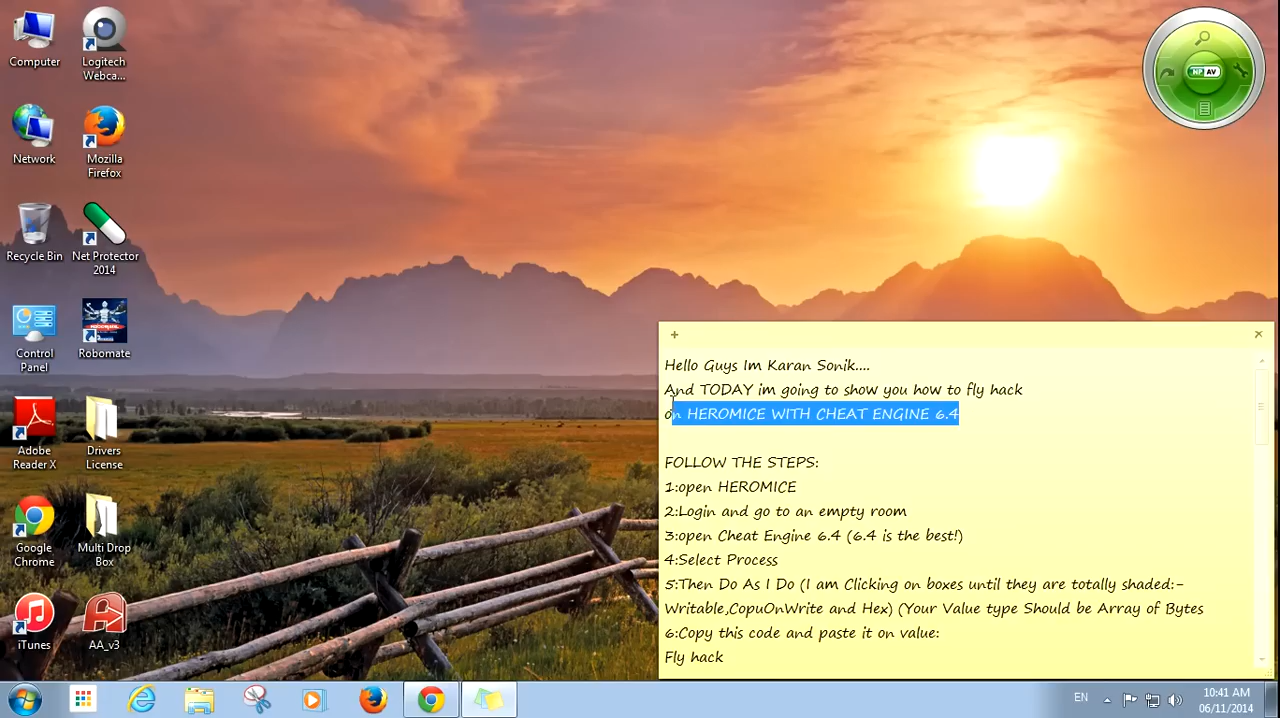 Computer
Logitech
Webca...
NP AV
Network
Mozilla
Firefox
Recycle Bin
Net Protector
2014
Control
Panel
Robomate
Hello Guys Im Karan Sonik....
And TODAY im going to show you how to fly hack
on HEROMICE WITH CHEAT ENGINE 6.4
FOLLOW THE STEPS:
1:open HEROMICE
2:Login and go to an empty room
3:open Cheat Engine 6.4 (6.4 is the best!)
4:Select Process
5:Then Do As I Do (I am Clicking on boxes until they are totally shaded:-
Writable,CopuOnWrite and Hex) (Your Value type Should be Array of Bytes
6:Copy this code and paste it on value:
Fly hack
Adobe
Reader X
Drivers
License
Google
Chrome
Multi Drop
Box
iTunes
AA_v3
EN
10:41 AM
06/11/2014